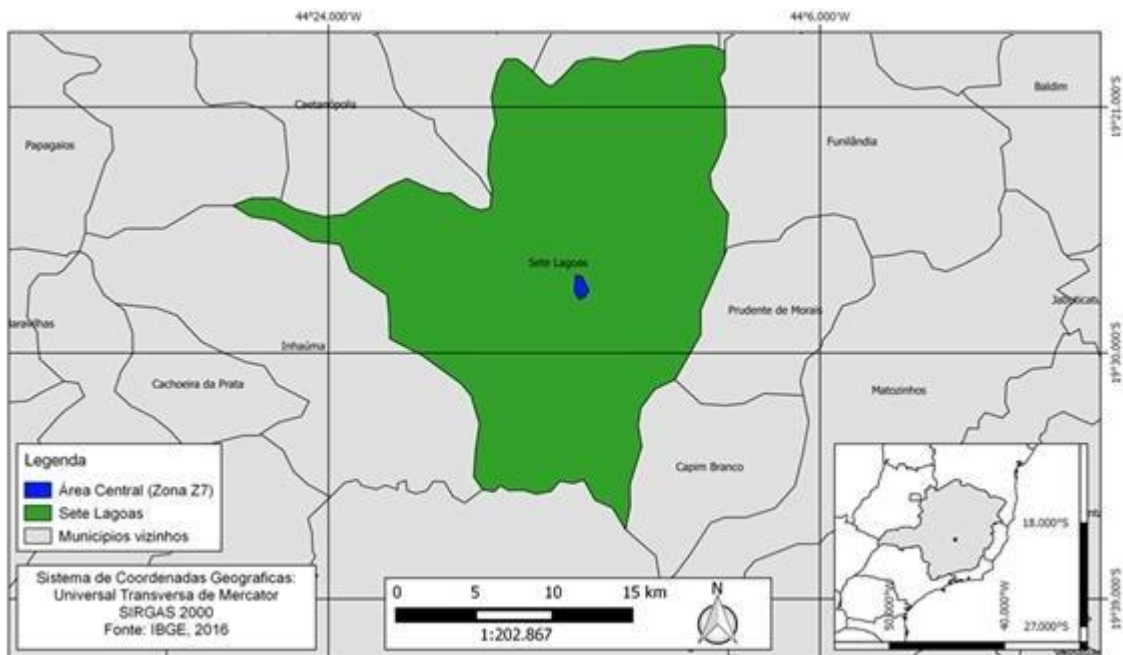 44°24.000'W
44°6.000'W
Baldim
19°21.000'S
Caetanópolis
Papagaios
Funilândia
Sete Lagoas
Prudente de Morais
Inhaúma
19°30.000'S
Cachoeira da Prata
Matozinhos
Capim Branco
Legenda
Área Central (Zona Z7)
Sete Lagoas
Municipios vizinhos
Sistema de Coordenadas Geograficas:
Universal Transversa de Mercator
SIRGAS 2000
Fonte: IBGE, 2016
0 5 10 15 km
1:202.867
N
18.000°S
50.000°W
40.000°W
27.000°S
19°39.000'S